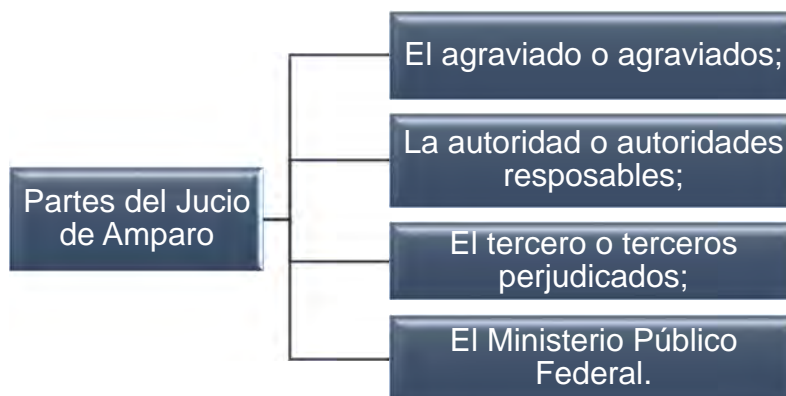 Partes del Jucio
de Amparo
El agraviado o agraviados;
La autoridad o autoridades
resposables;
El tercero o terceros
perjudicados;
El Ministerio Público
Federal.